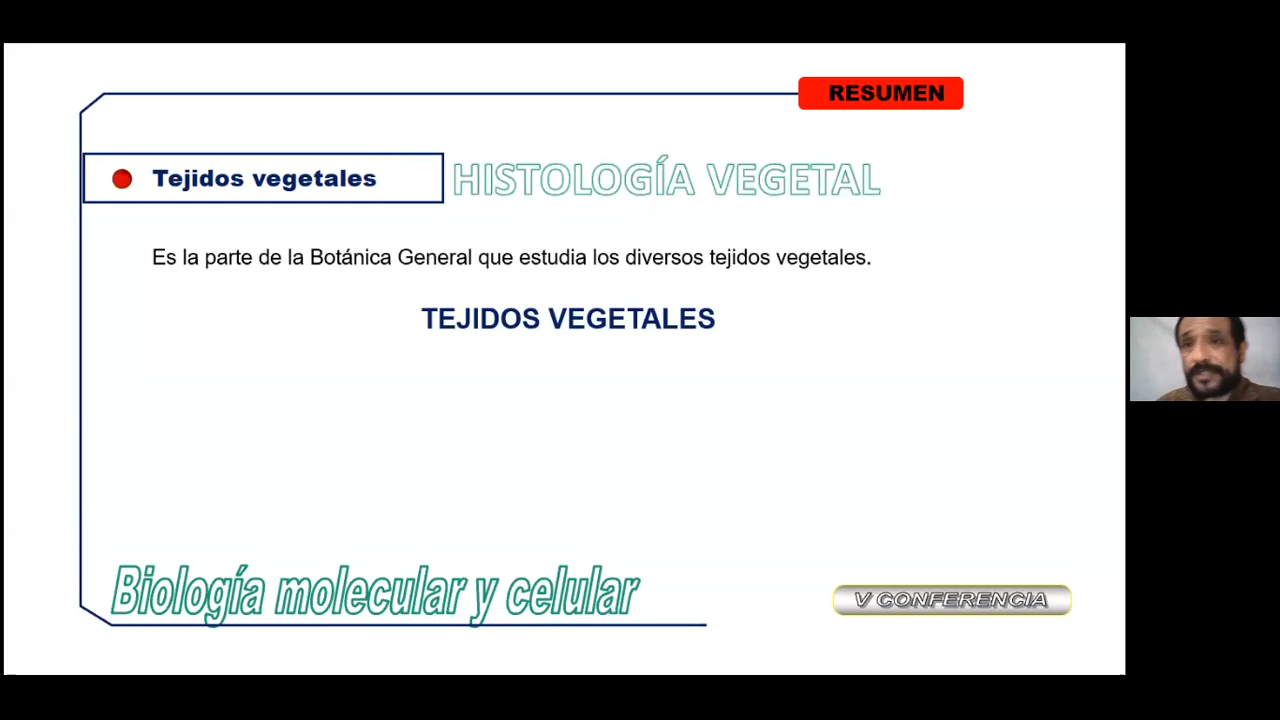 RESUMEN
Tejidos vegetales
HISTOLOGÍA VEGETAL
Es la parte de la Botánica General que estudia los diversos tejidos vegetales.
TEJIDOS VEGETALES
Biología molecular y celular
V CONFERENCIA